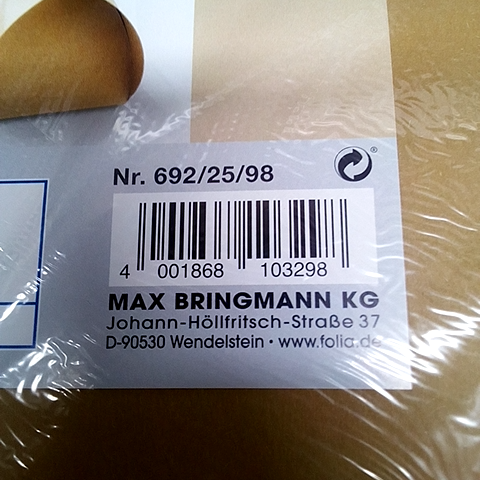 Nr. 692/25/98
4 001868 103298
MAX BRINGMANN KG
Johann-Höllfritsch-Straße 37
D-90530 Wendelstein • www.folia.de